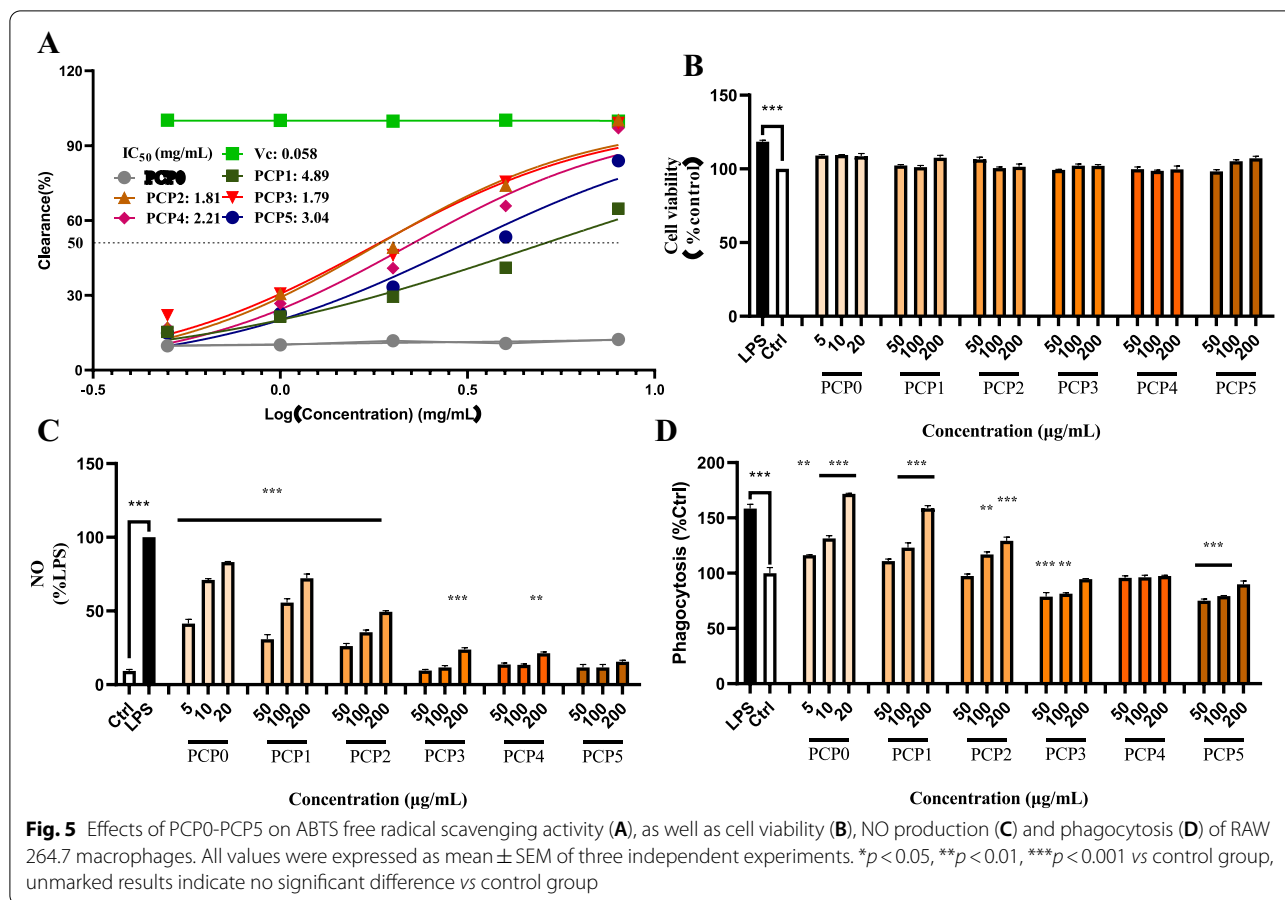 A
120
100
80
60
50
30
0
Clearance(%)
IC50 (mg/mL)
Vc: 0.058
PCP0
PCP1: 4.89
PCP2: 1.81
PCP3: 1.79
PCP4: 2.21
PCP5: 3.04
-0.5 0.0 0.5 1.0
Log(Concentration) (mg/mL)
B
150
100
50
0
Cell viability
(% control)
***
LPS Ctrl 5 10 20 50 100 200 50 100 200 50 100 200 50 100 200 50 100 200
PCP0 PCP1 PCP2 PCP3 PCP4 PCP5
Concentration (μg/mL)
C
150
100
50
0
NO
(%LPS)
*** *** *** **
Ctrl LPS 5 10 20 50 100 200 50 100 200 50 100 200 50 100 200 50 100 200
PCP0 PCP1 PCP2 PCP3 PCP4 PCP5
Concentration (μg/mL)
D
200
150
100
50
0
Phagocytosis (%Ctrl)
*** ** *** *** ** *** *** ** ***
LPS Ctrl 5 10 20 50 100 200 50 100 200 50 100 200 50 100 200 50 100 200
PCP0 PCP1 PCP2 PCP3 PCP4 PCP5
Concentration (μg/mL)
Fig. 5 Effects of PCP0-PCP5 on ABTS free radical scavenging activity (A), as well as cell viability (B), NO production (C) and phagocytosis (D) of RAW
264.7 macrophages. All values were expressed as mean ± SEM of three independent experiments. *p < 0.05, **p < 0.01, ***p < 0.001 vs control group,
unmarked results indicate no significant difference vs control group